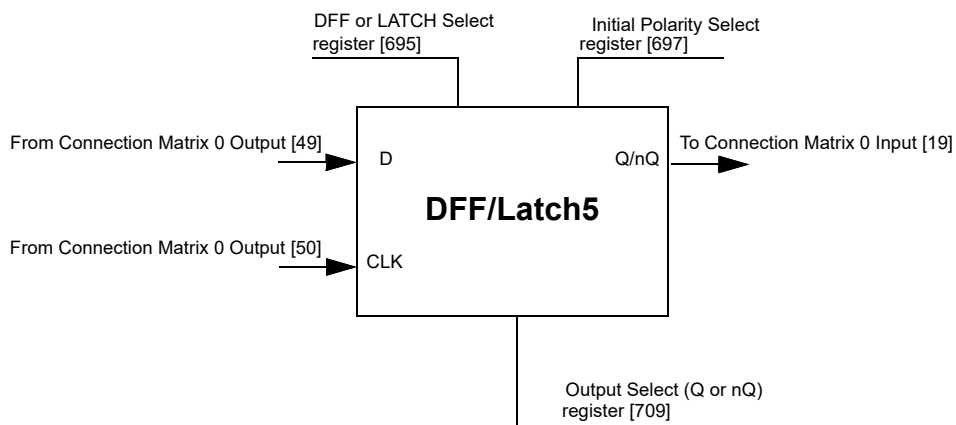 DFF or LATCH Select
register [695]
Initial Polarity Select
register [697]
From Connection Matrix 0 Output [49]
D
Q/nQ
To Connection Matrix 0 Input [19]
DFF/Latch5
From Connection Matrix 0 Output [50]
CLK
Output Select (Q or nQ)
register [709]